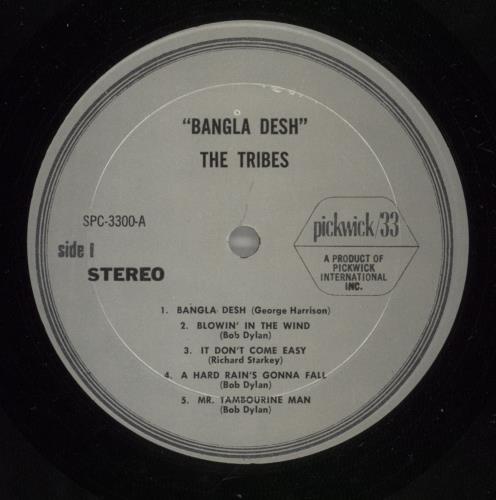 "BANGLA DESH"
THE TRIBES
SPC-3300-A
side 1
STEREO
pickwick/33
A PRODUCT OF
PICKWICK
INTERNATIONAL
INC.
1. BANGLA DESH (George Harrison)
2. BLOWIN' IN THE WIND
(Bob Dylan)
3. IT DON'T COME EASY
(Richard Starkey)
4. A HARD RAIN'S GONNA FALL
(Bob Dylan)
5. MR. TAMBOURINE MAN
(Bob Dylan)